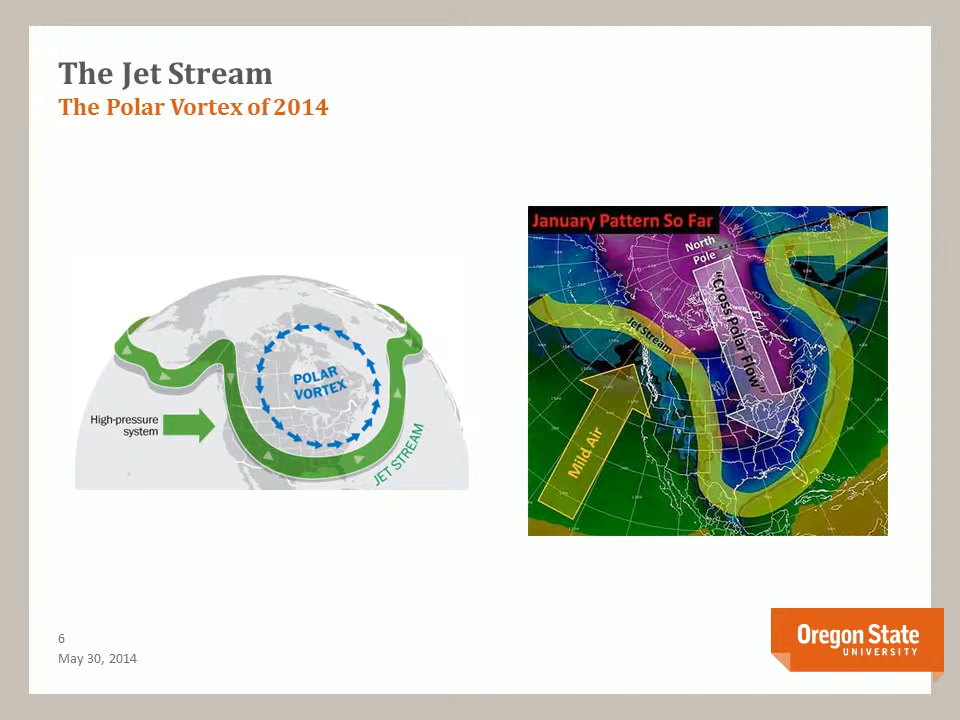 The Jet Stream
The Polar Vortex of 2014
High-pressure
system
POLAR
VORTEX
JET STREAM
January Pattern So Far
North
Pole
"Cross Polar Flow"
Jet Stream
Mild Air
6
May 30, 2014
Oregon State
UNIVERSITY